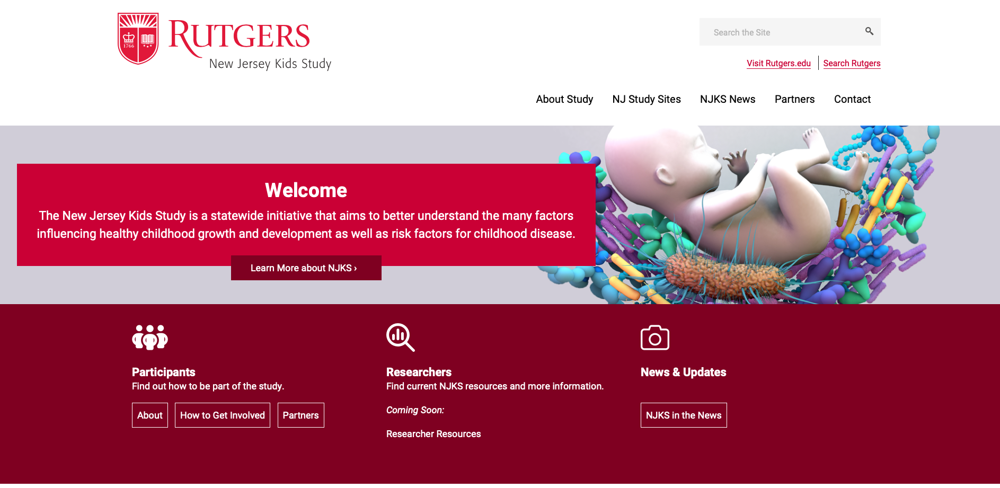 1766
RUTGERS
New Jersey Kids Study
Search the Site
Visit Rutgers.edu
Search Rutgers
About Study
NJ Study Sites
NJKS News
Partners
Contact
Welcome
The New Jersey Kids Study is a statewide initiative that aims to better understand the many factors
influencing healthy childhood growth and development as well as risk factors for childhood disease.
Learn More about NJKS ›
Participants
Find out how to be part of the study.
About
How to Get Involved
Partners
Researchers
Find current NJKS resources and more information.
Coming Soon:
Researcher Resources
News & Updates
NJKS in the News